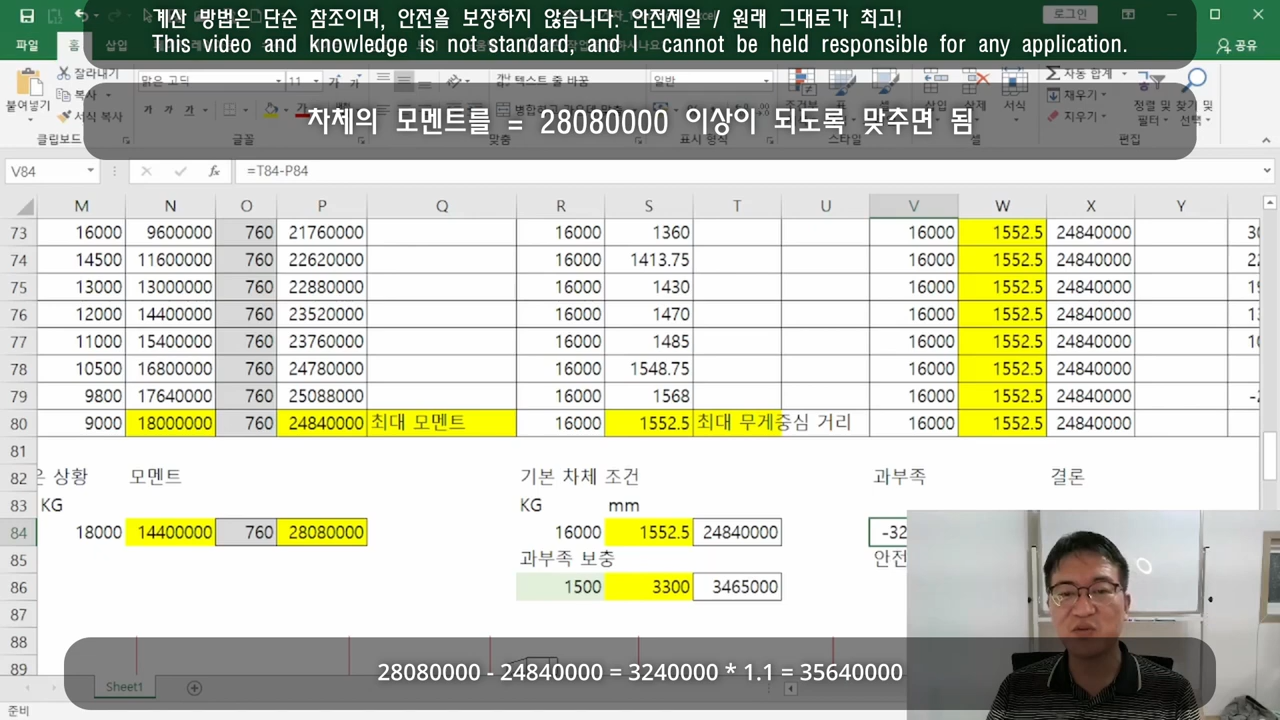 계산 방법은 단순 참조이며, 안전을 보장하지 않습니다. 안전제일 / 원래 그대로가 최고!
This video and knowledge is not standard, and I cannot be held responsible for any application.
로그인
파일 홈 삽입 공유
잘라내기 맑은 고딕 11 가 가 텍스트 줄 바꿈 일반 자동 합계
붙여넣기 복사 삽입 삭제 서식 채우기 정렬 및 찾기 및
서식 복사 가 가 가 지우기 필터 선택
클립보드 글꼴 맞춤 표시 형식 스타일 편집
차체의 모멘트를 = 28080000 이상이 되도록 맞추면 됨
V84 fx =T84-P84
M N O P Q R S T U V W X Y
73 16000 9600000 760 21760000 16000 1360 16000 1552.5 24840000
74 14500 11600000 760 22620000 16000 1413.75 16000 1552.5 24840000
75 13000 13000000 760 22880000 16000 1430 16000 1552.5 24840000
76 12000 14400000 760 23520000 16000 1470 16000 1552.5 24840000
77 11000 15400000 760 23760000 16000 1485 16000 1552.5 24840000
78 10500 16800000 760 24780000 16000 1548.75 16000 1552.5 24840000
79 9800 17640000 760 25088000 16000 1568 16000 1552.5 24840000
80 9000 18000000 760 24840000 최대 모멘트 16000 1552.5 최대 무게중심 거리 16000 1552.5 24840000
81
82 상황 모멘트 기본 차체 조건 과부족 결론
83 KG KG mm
84 18000 14400000 760 28080000 16000 1552.5 24840000 -32
85 과부족 보충 안전
86 1500 3300 3465000
87
88
89
28080000 - 24840000 = 3240000 * 1.1 = 35640000
Sheet1
준비